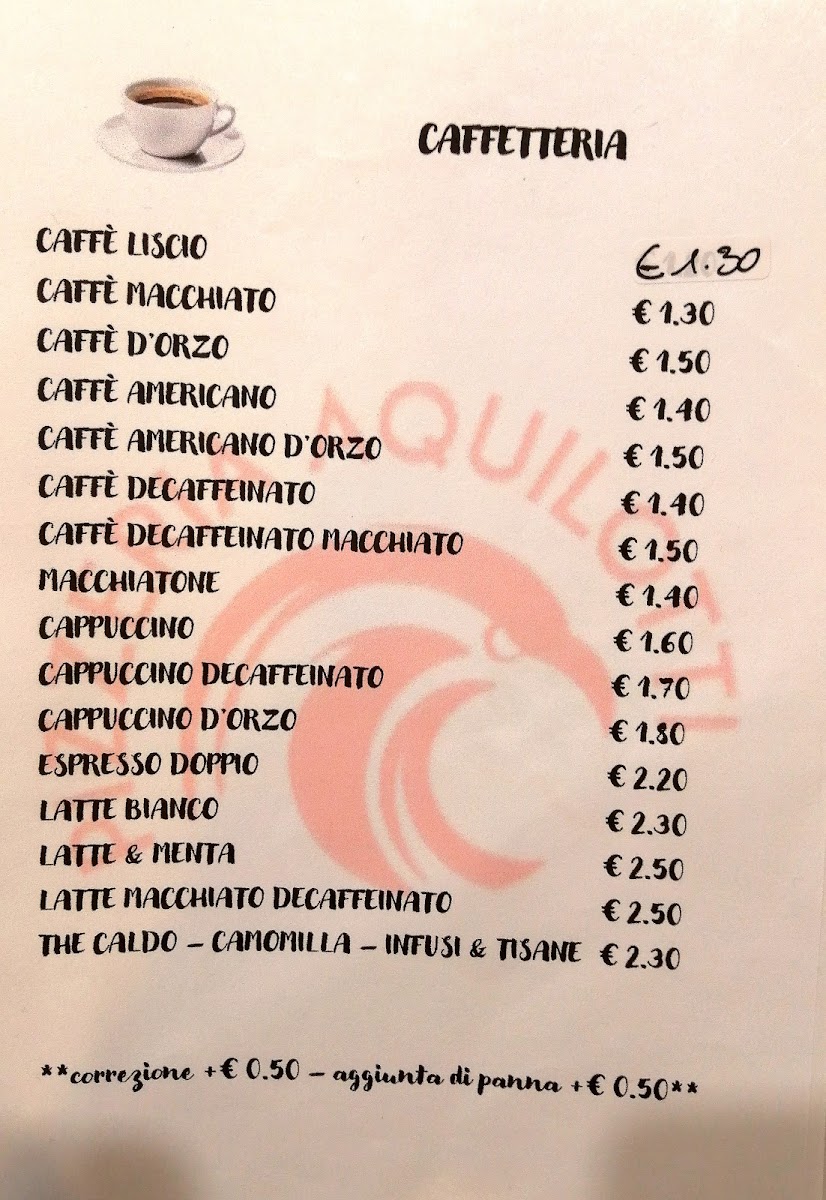 CAFFETTERIA
CAFFÈ LISCIO € 1.30
CAFFÈ MACCHIATO € 1.30
CAFFÈ D'ORZO € 1.50
CAFFÈ AMERICANO € 1.40
CAFFÈ AMERICANO D'ORZO € 1.50
CAFFÈ DECAFFEINATO € 1.40
CAFFÈ DECAFFEINATO MACCHIATO € 1.50
MACCHIATONE € 1.40
CAPPUCCINO € 1.60
CAPPUCCINO DECAFFEINATO € 1.70
CAPPUCCINO D'ORZO € 1.80
ESPRESSO DOPPIO € 2.20
LATTE BIANCO € 2.30
LATTE & MENTA € 2.50
LATTE MACCHIATO DECAFFEINATO € 2.50
THE CALDO – CAMOMILLA – INFUSI & TISANE € 2.30
**correzione +€ 0.50 – aggiunta di panna +€ 0.50**
PIZZERIA AQUILOTTI